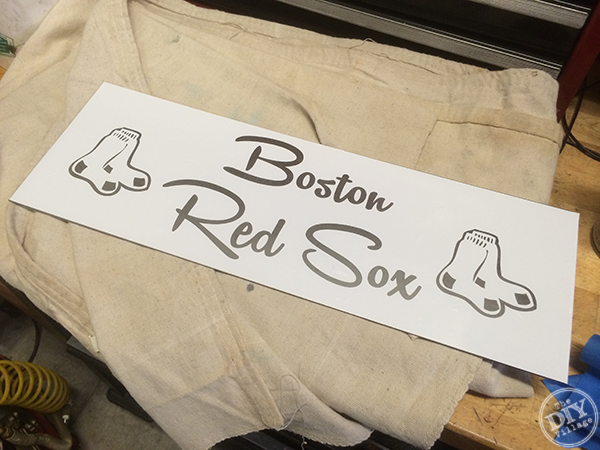 Boston
Red Sox
The
DIY
Village